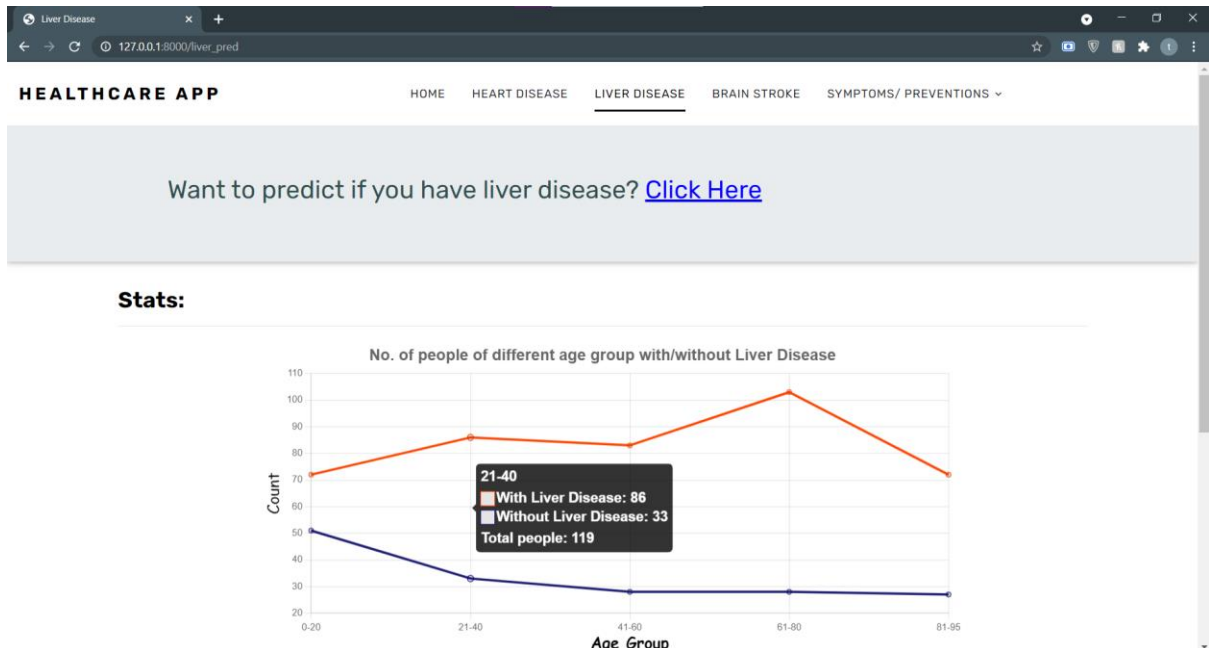 Liver Disease
127.0.0.1:8000/liver_pred
HEALTHCARE APP
HOME HEART DISEASE LIVER DISEASE BRAIN STROKE SYMPTOMS/ PREVENTIONS
Want to predict if you have liver disease? Click Here
Stats:
No. of people of different age group with/without Liver Disease
110
100
90
80
70
60
50
40
30
20
Count
21-40
With Liver Disease: 86
Without Liver Disease: 33
Total people: 119
0-20 21-40 41-60 61-80 81-95
Age Group